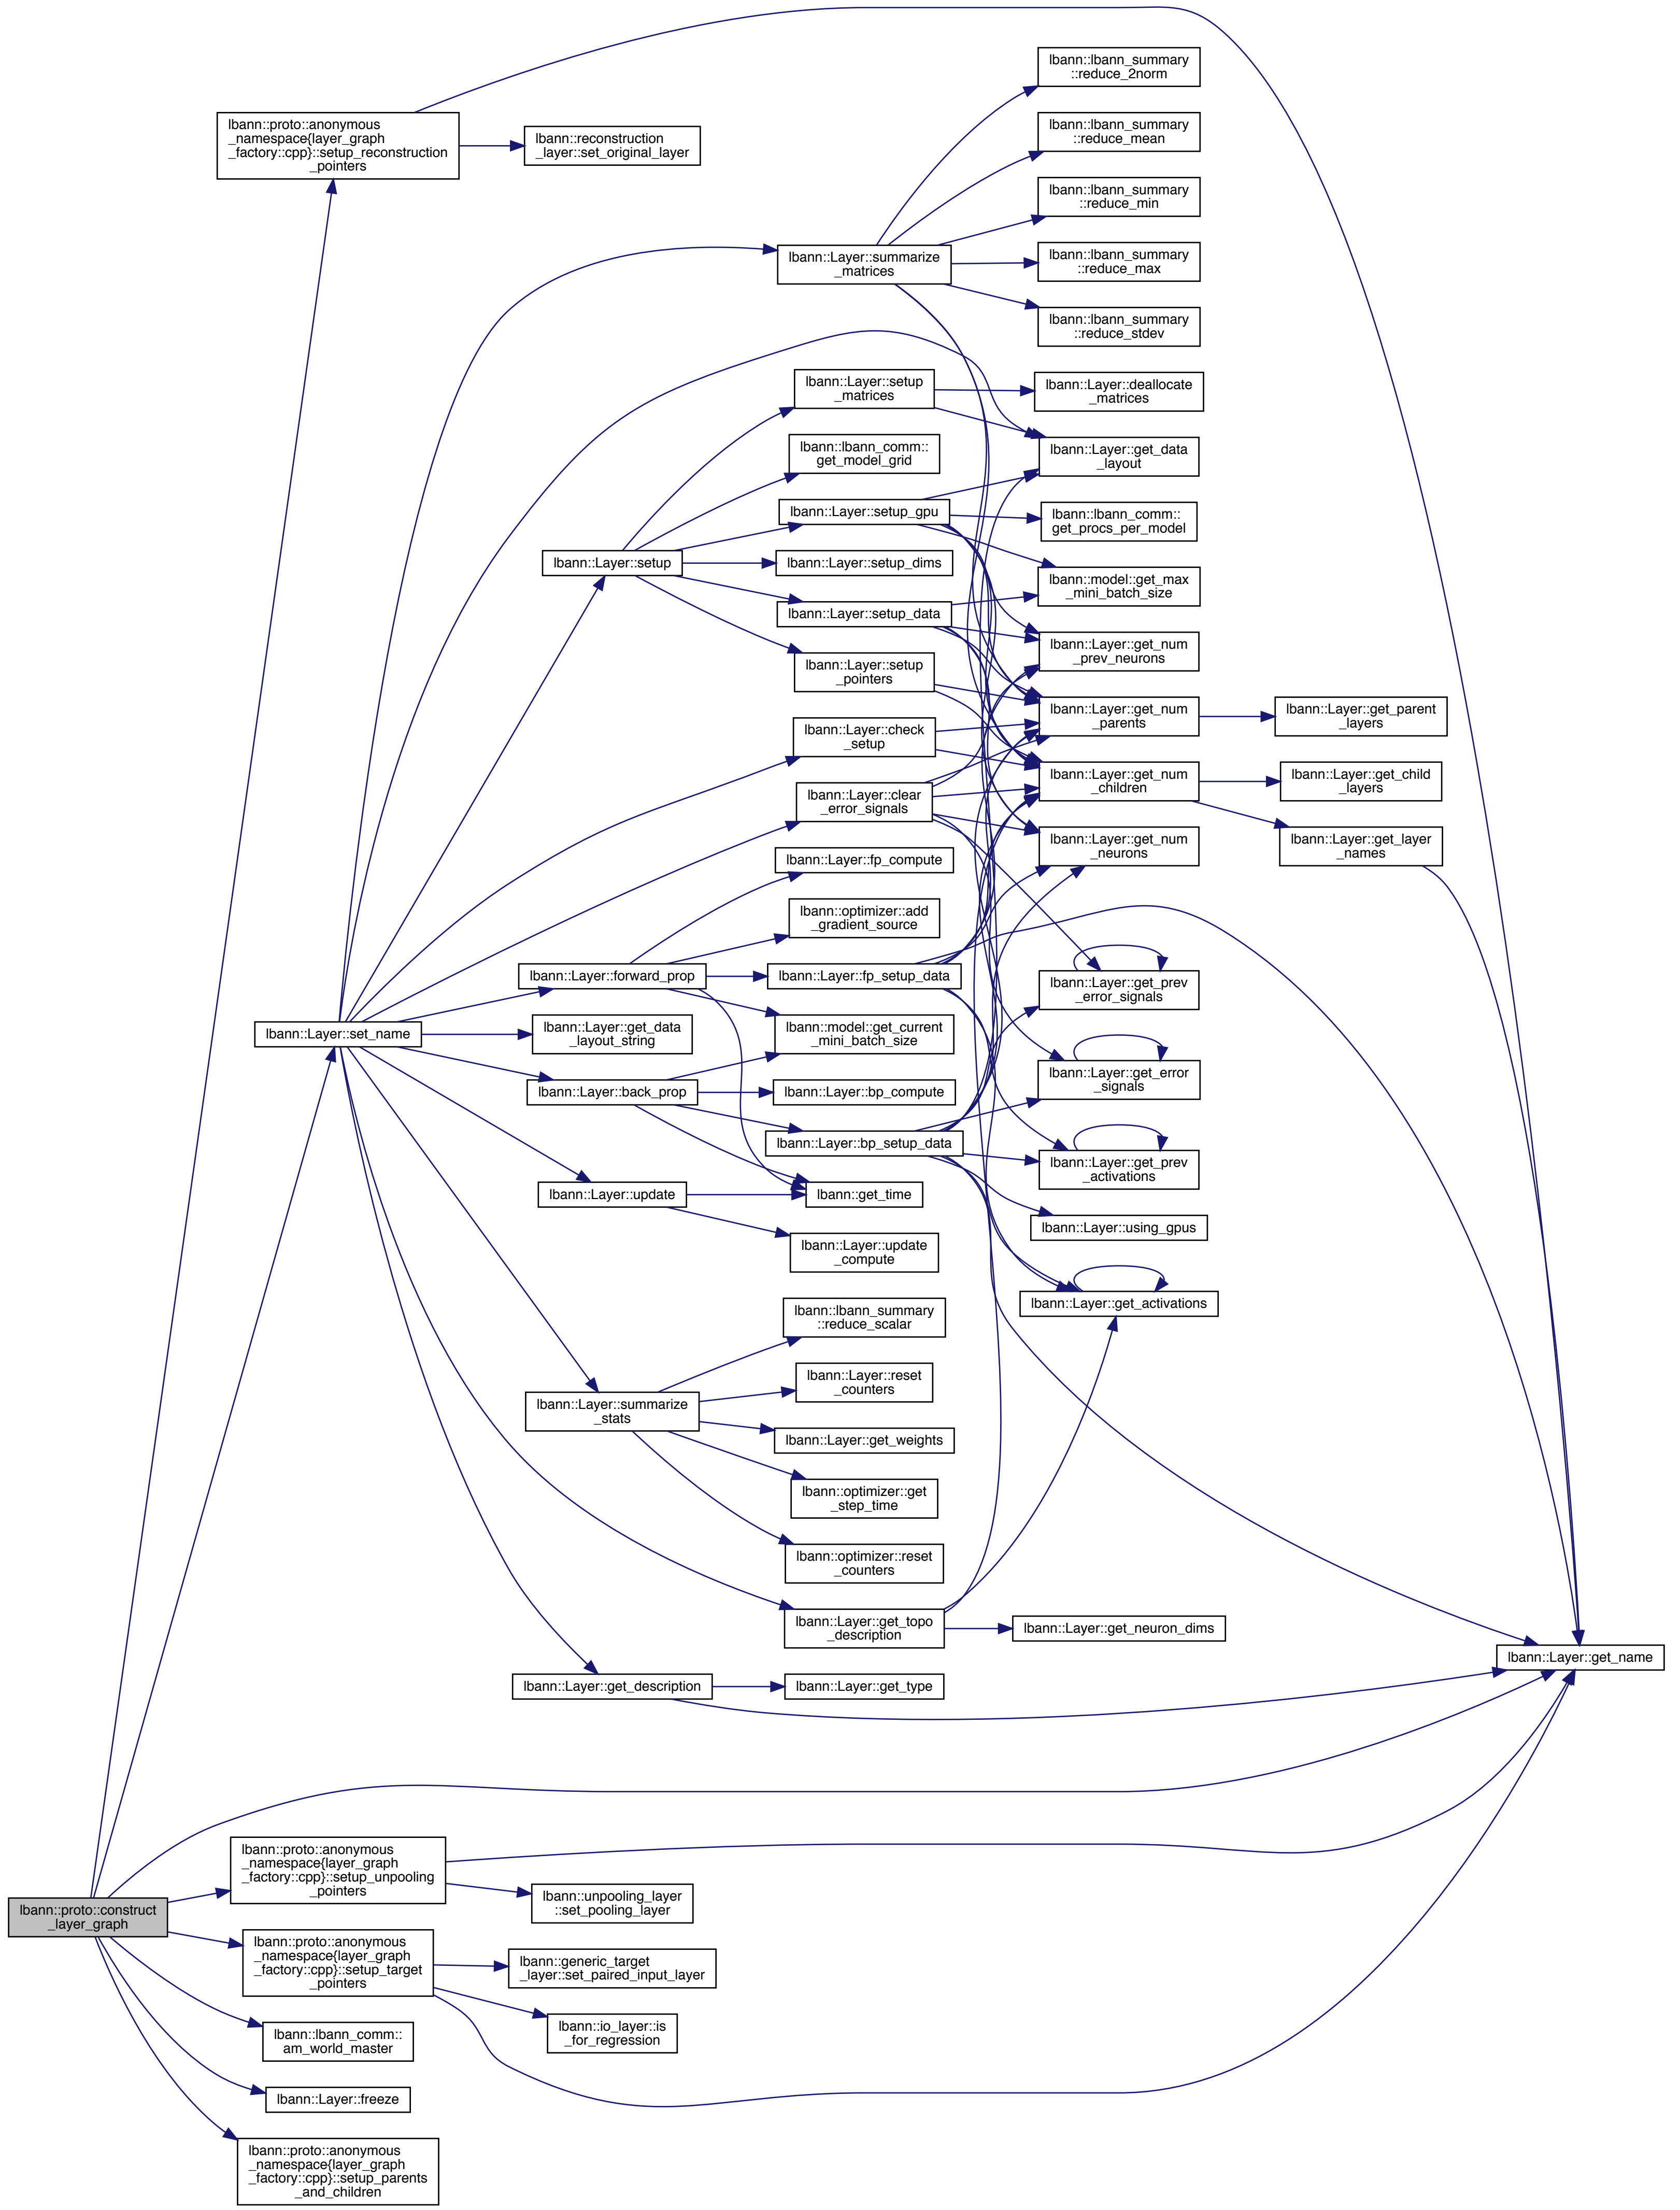 lbann::lbann_summary
::reduce_2norm
lbann::proto::anonymous
_namespace{layer_graph
_factory::cpp}::setup_reconstruction
_pointers
lbann::reconstruction
_layer::set_original_layer
lbann::lbann_summary
::reduce_mean
lbann::lbann_summary
::reduce_min
lbann::Layer::summarize
_matrices
lbann::lbann_summary
::reduce_max
lbann::lbann_summary
::reduce_stdev
lbann::Layer::setup
_matrices
lbann::Layer::deallocate
_matrices
lbann::lbann_comm::
get_model_grid
lbann::Layer::get_data
_layout
lbann::Layer::setup_gpu
lbann::lbann_comm::
get_procs_per_model
lbann::Layer::setup
lbann::Layer::setup_dims
lbann::model::get_max
_mini_batch_size
lbann::Layer::setup_data
lbann::Layer::get_num
_prev_neurons
lbann::Layer::setup
_pointers
lbann::Layer::get_num
_parents
lbann::Layer::get_parent
_layers
lbann::Layer::check
_setup
lbann::Layer::get_num
_children
lbann::Layer::get_child
_layers
lbann::Layer::clear
_error_signals
lbann::Layer::get_num
_neurons
lbann::Layer::get_layer
_names
lbann::Layer::fp_compute
lbann::optimizer::add
_gradient_source
lbann::Layer::forward_prop
lbann::Layer::fp_setup_data
lbann::Layer::get_prev
_error_signals
lbann::Layer::set_name
lbann::Layer::get_data
_layout_string
lbann::model::get_current
_mini_batch_size
lbann::Layer::get_error
_signals
lbann::Layer::back_prop
lbann::Layer::bp_compute
lbann::Layer::bp_setup_data
lbann::Layer::get_prev
_activations
lbann::Layer::update
lbann::get_time
lbann::Layer::using_gpus
lbann::Layer::update
_compute
lbann::Layer::get_activations
lbann::lbann_summary
::reduce_scalar
lbann::Layer::reset
_counters
lbann::Layer::summarize
_stats
lbann::Layer::get_weights
lbann::optimizer::get
_step_time
lbann::optimizer::reset
_counters
lbann::Layer::get_topo
_description
lbann::Layer::get_neuron_dims
lbann::Layer::get_name
lbann::Layer::get_description
lbann::Layer::get_type
lbann::proto::anonymous
_namespace{layer_graph
_factory::cpp}::setup_unpooling
_pointers
lbann::unpooling_layer
::set_pooling_layer
lbann::proto::construct
_layer_graph
lbann::proto::anonymous
_namespace{layer_graph
_factory::cpp}::setup_target
_pointers
lbann::generic_target
_layer::set_paired_input_layer
lbann::io_layer::is
_for_regression
lbann::lbann_comm::
am_world_master
lbann::Layer::freeze
lbann::proto::anonymous
_namespace{layer_graph
_factory::cpp}::setup_parents
_and_children